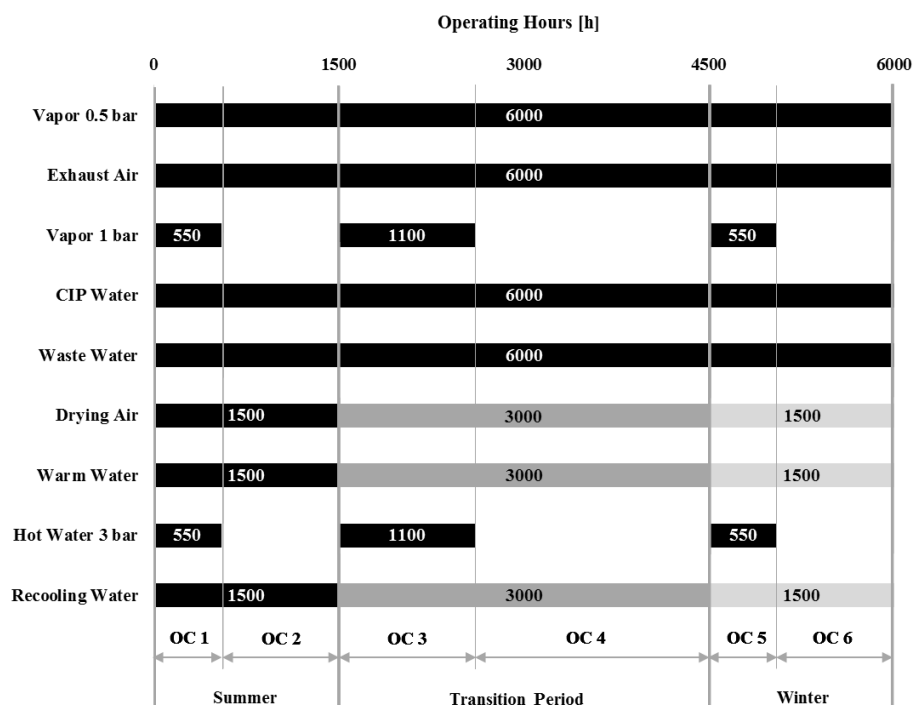 Operating Hours [h]
0 1500 3000 4500 6000
Vapor 0.5 bar 6000
Exhaust Air 6000
Vapor 1 bar 550 1100 550
CIP Water 6000
Waste Water 6000
Drying Air 1500 3000 1500
Warm Water 1500 3000 1500
Hot Water 3 bar 550 1100 550
Recooling Water 1500 3000 1500
OC 1 OC 2 OC 3 OC 4 OC 5 OC 6
Summer Transition Period Winter